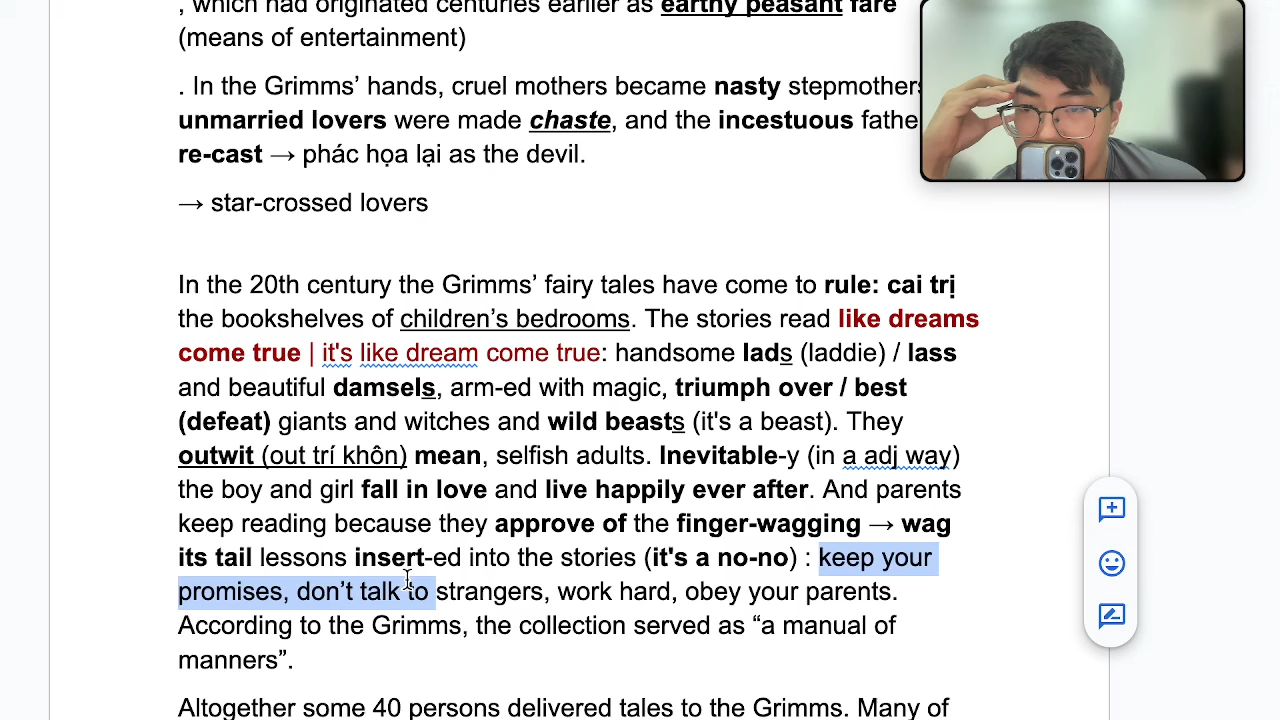 , which had originated centuries earlier as earthy peasant fare
(means of entertainment)
. In the Grimms’ hands, cruel mothers became nasty stepmothers
unmarried lovers were made chaste, and the incestuous
re-cast → phác họa lại as the devil.
→ star-crossed lovers
In the 20th century the Grimms’ fairy tales have come to rule: cai trị
the bookshelves of children’s bedrooms. The stories read like dreams
come true | it's like dream come true: handsome lads (laddie) / lass
and beautiful damsels, arm-ed with magic, triumph over / best
(defeat) giants and witches and wild beasts (it's a beast). They
outwit (out trí khôn) mean, selfish adults. Inevitable-y (in a adj way)
the boy and girl fall in love and live happily ever after. And parents
keep reading because they approve of the finger-wagging → wag
its tail lessons insert-ed into the stories (it's a no-no) : keep your
promises, don’t talk to strangers, work hard, obey your parents.
According to the Grimms, the collection served as “a manual of
manners”.
Altogether some 40 persons delivered tales to the Grimms. Many of